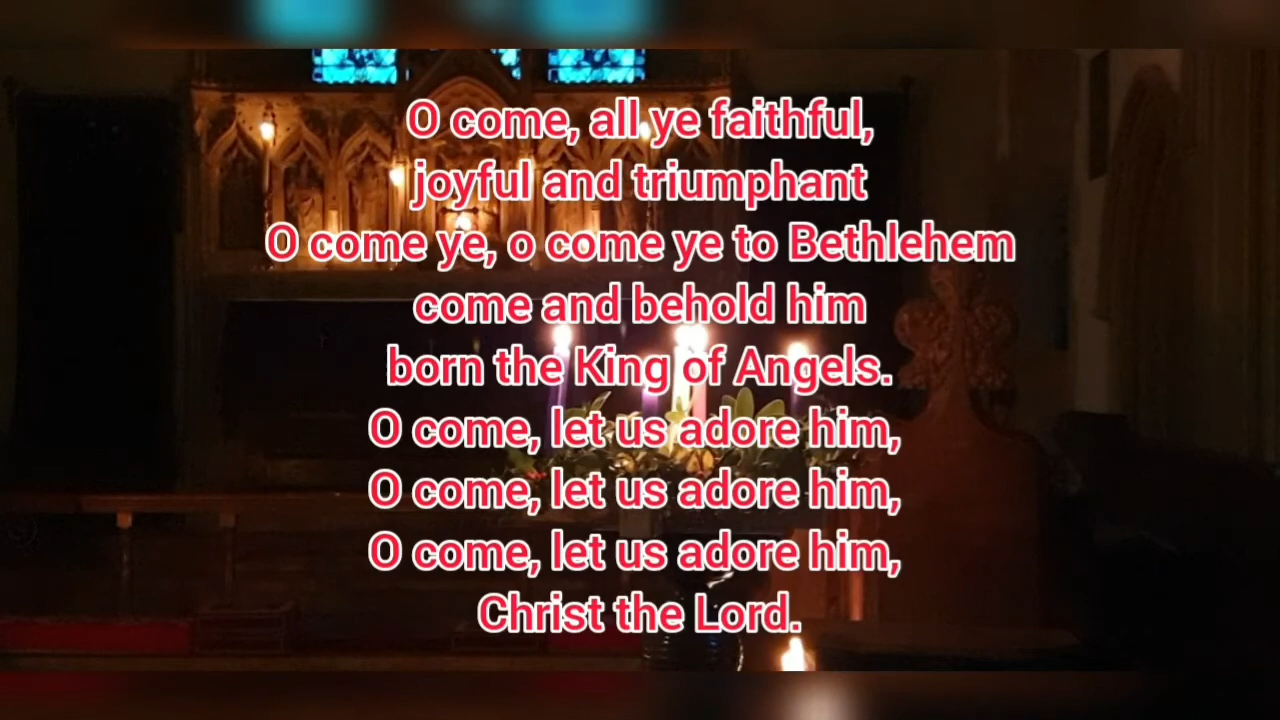 O come, all ye faithful,
joyful and triumphant
O come ye, o come ye to Bethlehem
come and behold him
born the King of Angels.
O come, let us adore him,
O come, let us adore him,
O come, let us adore him,
Christ the Lord.